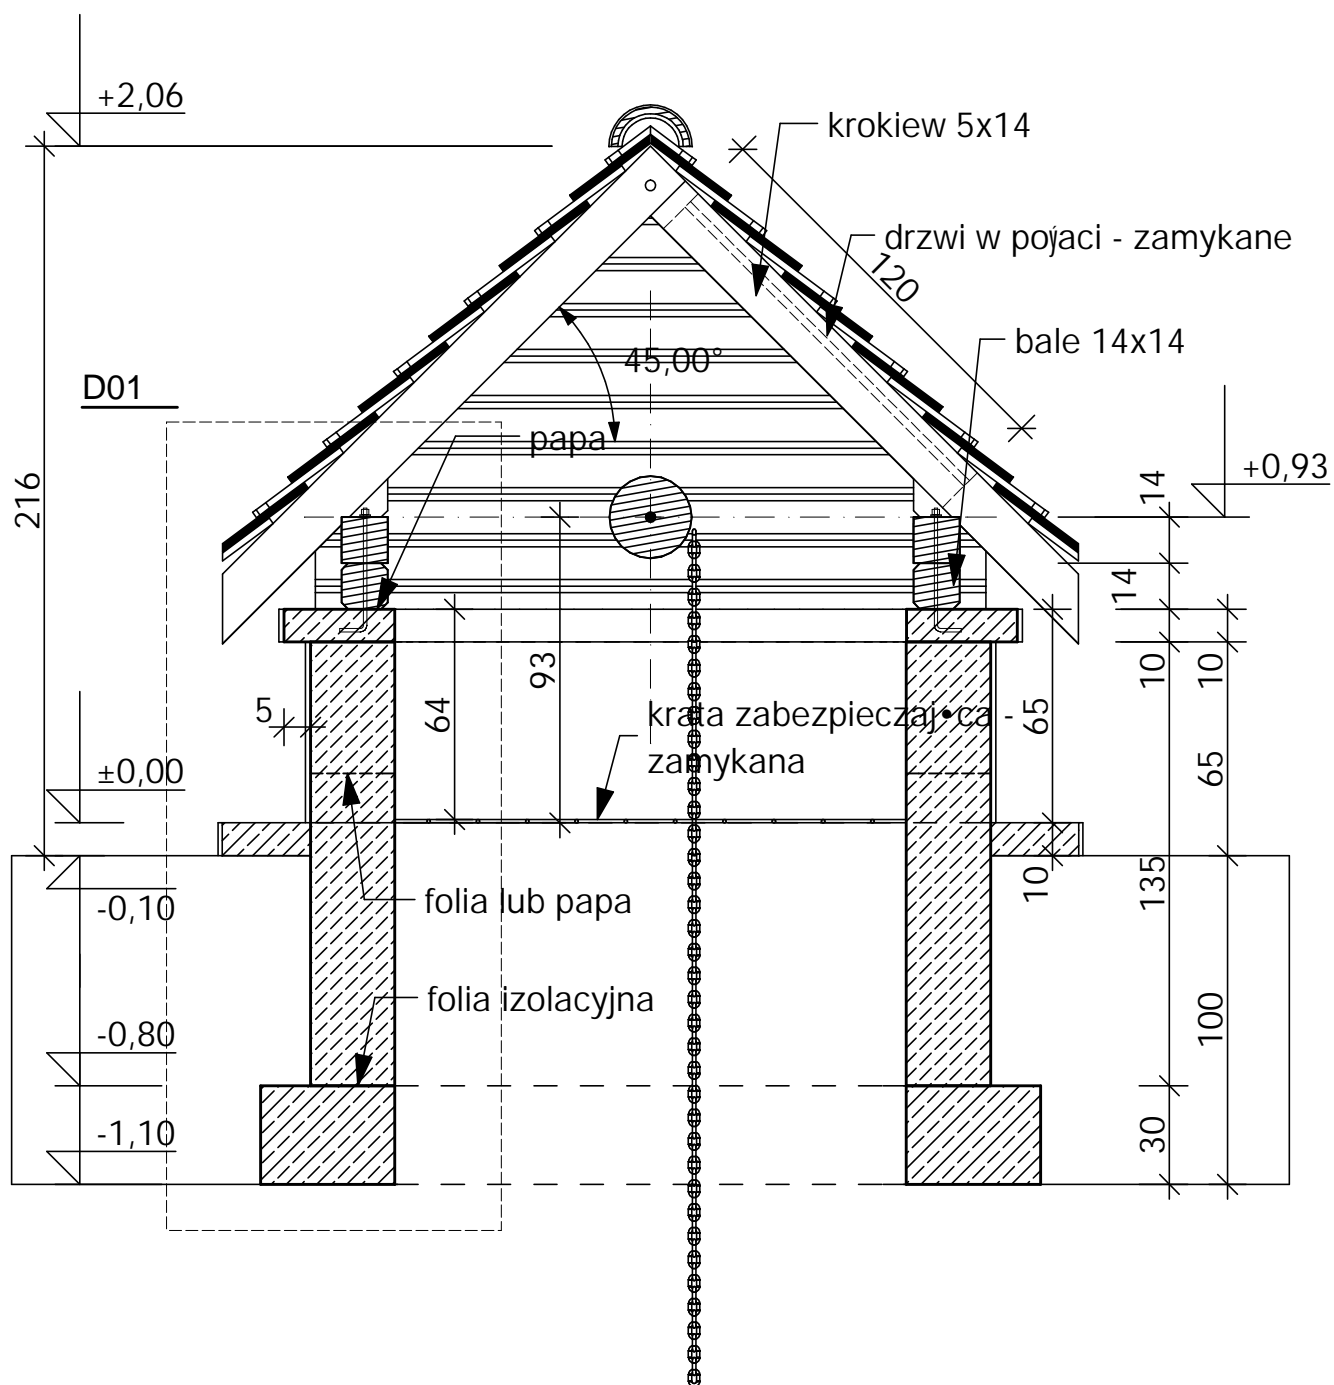 +2,06
krokiew 5x14
drzwi w połaci - zamykane
120
bale 14x14
45,00°
D01
papa
216
+0,93
14
14
10
10
93
64
5
krata zabezpieczaj•ca -
zamykana
65
65
±0,00
10
135
-0,10
folia lub papa
folia izolacyjna
-0,80
100
-1,10
30